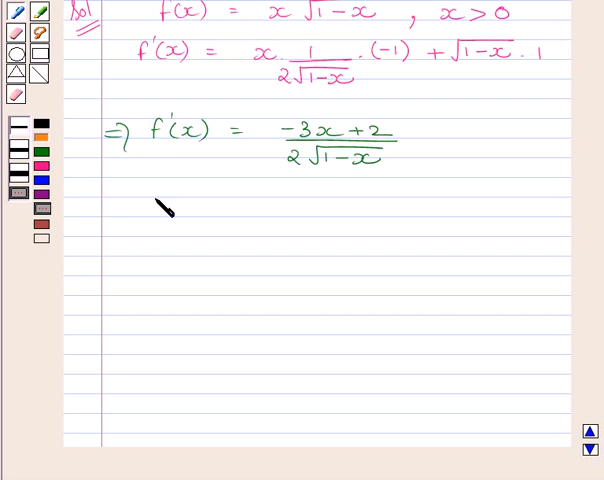 Sol f(x) = x √(1-x) , x > 0
f'(x) = x · 1/(2√(1-x)) · (-1) + √(1-x) · 1
⇒ f'(x) = (-3x+2)/(2√(1-x))